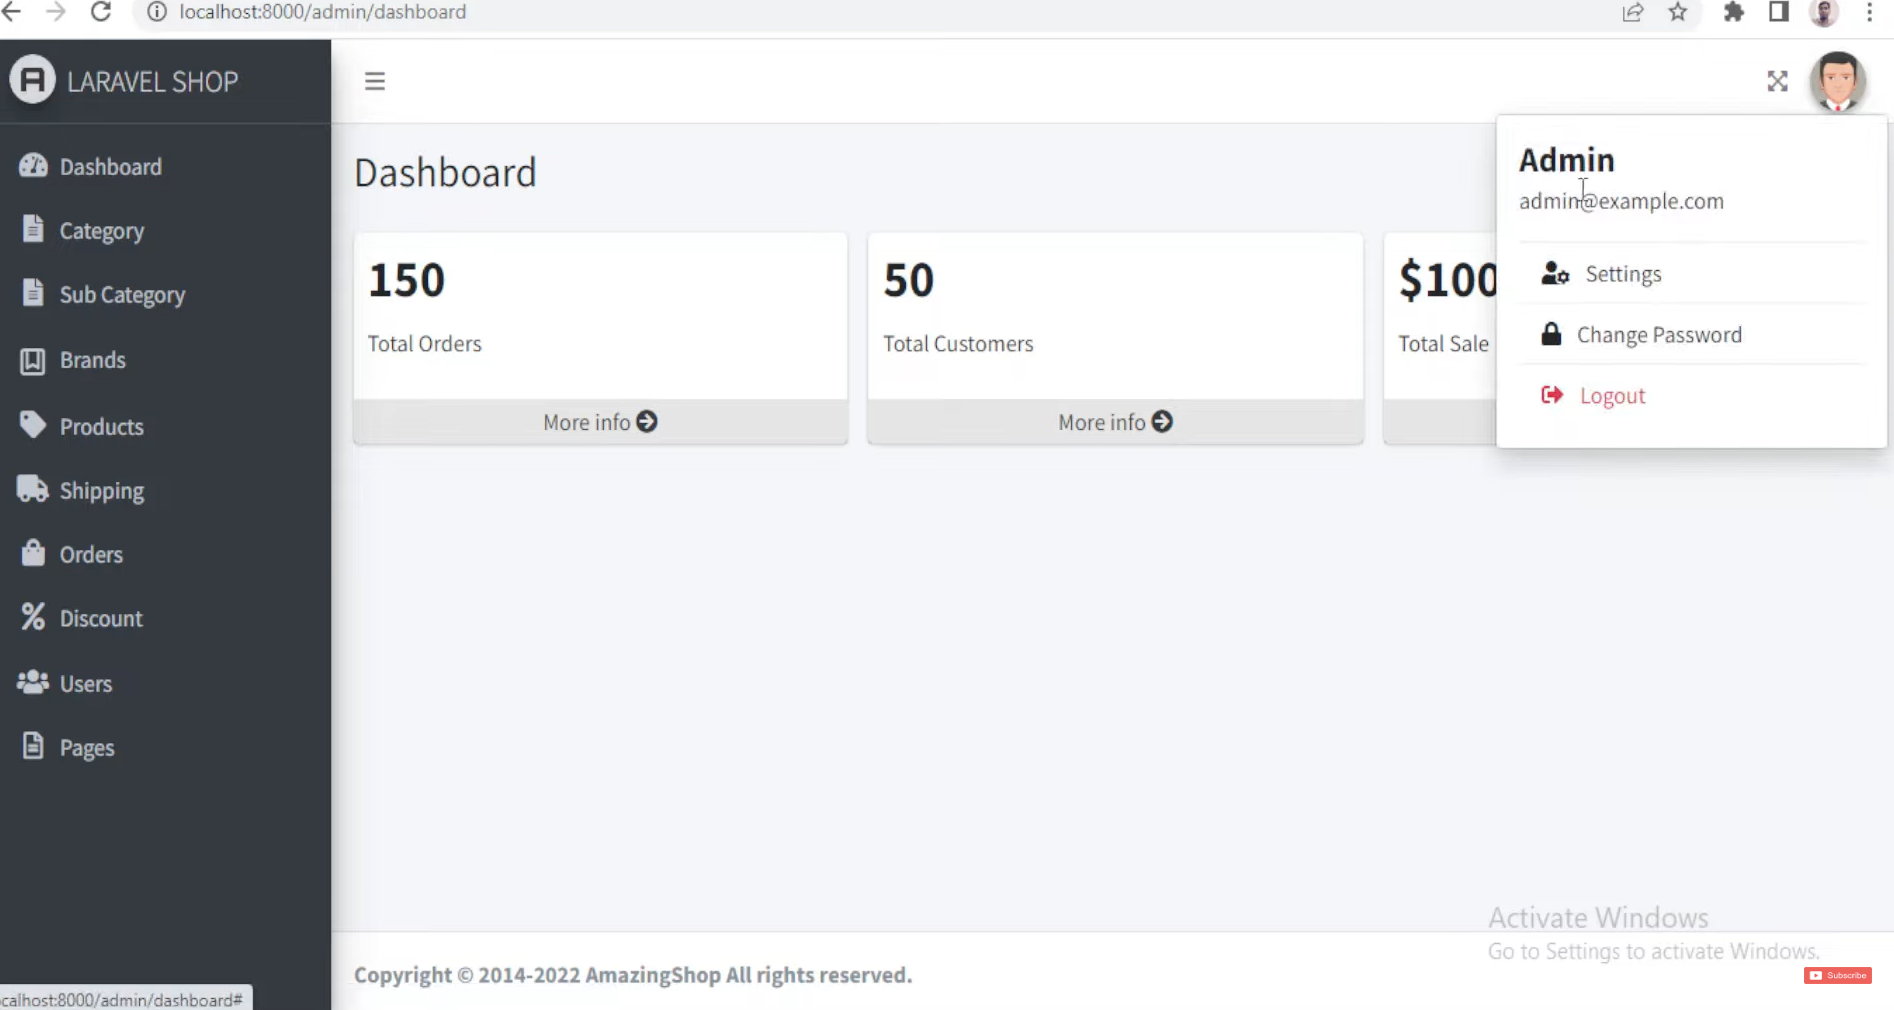 localhost:8000/admin/dashboard
LARAVEL SHOP
Dashboard
Category
Sub Category
Brands
Products
Shipping
Orders
Discount
Users
Pages
Dashboard
150
Total Orders
More info
50
Total Customers
More info
$100
Total Sale
Admin
admin@example.com
Settings
Change Password
Logout
Activate Windows
Go to Settings to activate Windows.
Subscribe
Copyright © 2014-2022 AmazingShop All rights reserved.
calhost:8000/admin/dashboard#